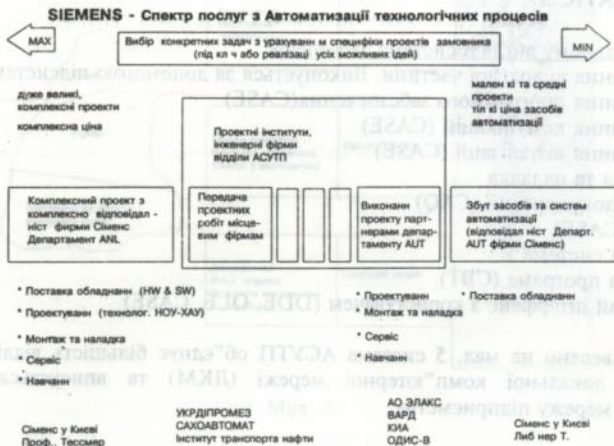 SIEMENS - Спектр послуг з Автоматизації технологічних процесів
MAX
Вибір конкретних задач з урахуванн м специфіки проектів замовника
(під кл ч або реалізації усіх можливих ідей)
MIN
дуже великі,
комплексні проекти
комплексна ціна
Проектні інститути,
інженерні фірми
відділи АСУТП
мален кі та средні
проекти
тіл кі ціна засобів
автоматизації
Комплексний проект з
комплексно відповідал -
ніст фирми Сіменс
Департамент ANL
Передача
проектних
робіт місце-
вим фірмам
Виконанн
проекту парт-
нерами депар-
таменту AUT
Збут засобів та систем
автоматизації
(відповідал ніст Департ.
AUT фірми Сіменс)
* Поставка обладнанн (HW & SW)
* Проектуванн (технолог. НОУ-ХАУ)
* Монтаж та наладка
* Сервіс
* Навчанн
* Проектуванн
* Монтаж та наладка
* Сервіс
* Навчанн
* Поставка обладнанн
Сіменс у Києві
Проф., Тессмер
УКРДІПРОМЕЗ
САХОАВТОМАТ
Інститут транспорта нафти
АО ЭЛАКС
ВАРД
КИА
ОДИС-В
Сіменс у Києві
Либ нер Т.